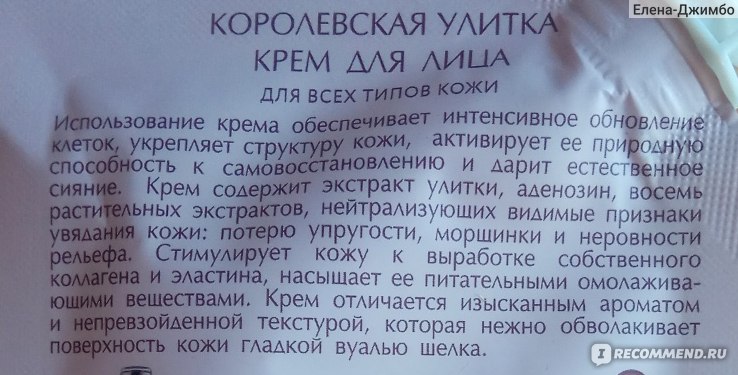 Елена-Джимбо
КОРОЛЕВСКАЯ УЛИТКА
КРЕМ ДЛЯ ЛИЦА
ДЛЯ ВСЕХ ТИПОВ КОЖИ
Использование крема обеспечивает интенсивное обновление
клеток, укрепляет структуру кожи, активирует ее природную
способность к самовосстановлению и дарит естественное
сияние. Крем содержит экстракт улитки, аденозин, восемь
растительных экстрактов, нейтрализующих видимые признаки
увядания кожи: потерю упругости, морщинки и неровности
рельефа. Стимулирует кожу к выработке собственного
коллагена и эластина, насыщает ее питательными омолажива-
ющими веществами. Крем отличается изысканным ароматом
и непревзойденной текстурой, которая нежно обволакивает
поверхность кожи гладкой вуалью шелка.
IRECOMMEND.RU